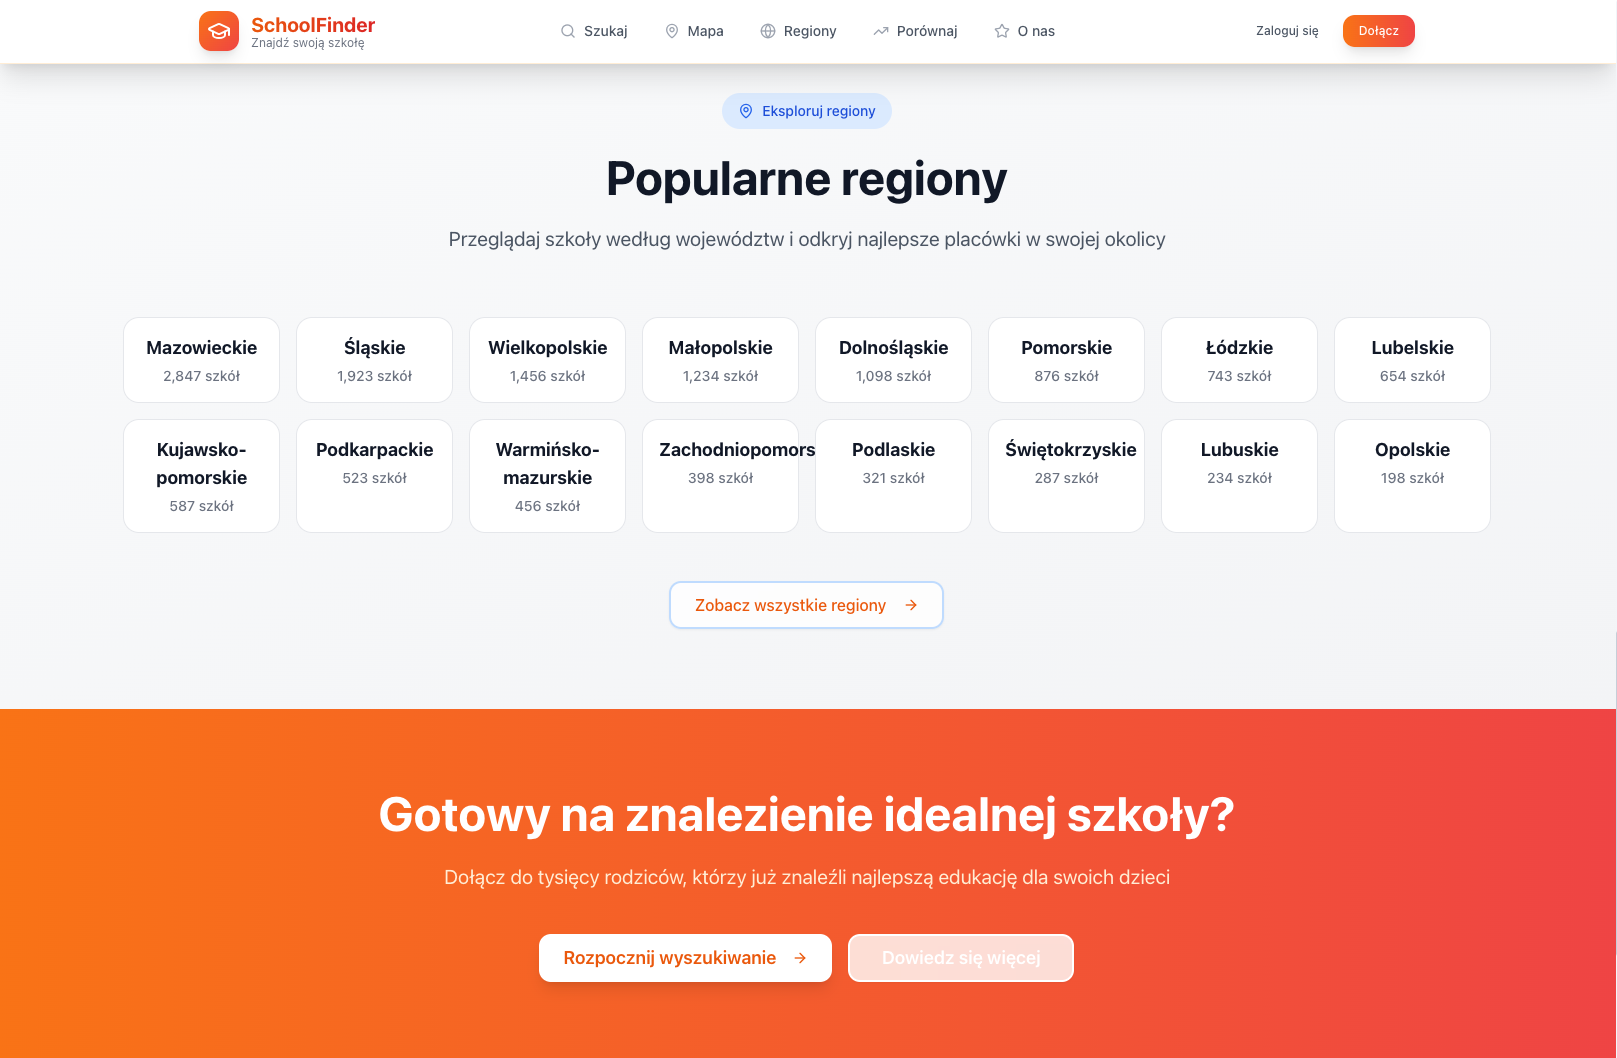 SchoolFinder
Znajdź swoją szkołę
Szukaj
Mapa
Regiony
Porównaj
O nas
Zaloguj się
Dołącz
Eksploruj regiony
Popularne regiony
Przeglądaj szkoły według województw i odkryj najlepsze placówki w swojej okolicy
Mazowieckie
2,847 szkół
Śląskie
1,923 szkół
Wielkopolskie
1,456 szkół
Małopolskie
1,234 szkół
Dolnośląskie
1,098 szkół
Pomorskie
876 szkół
Łódzkie
743 szkół
Lubelskie
654 szkół
Kujawsko-
pomorskie
587 szkół
Podkarpackie
523 szkół
Warmińsko-
mazurskie
456 szkół
Zachodniopomors
398 szkół
Podlaskie
321 szkół
Świętokrzyskie
287 szkół
Lubuskie
234 szkół
Opolskie
198 szkół
Zobacz wszystkie regiony
Gotowy na znalezienie idealnej szkoły?
Dołącz do tysięcy rodziców, którzy już znaleźli najlepszą edukację dla swoich dzieci
Rozpocznij wyszukiwanie
Dowiedz się więcej